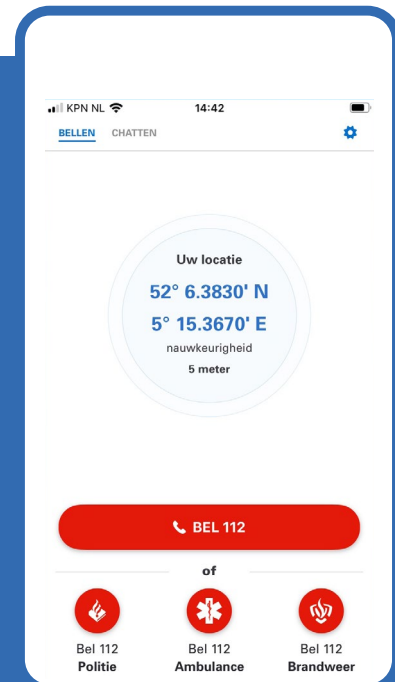 KPN NL 14:42
BELLEN CHATTEN
Uw locatie
52° 6.3830' N
5° 15.3670' E
nauwkeurigheid
5 meter
BEL 112
of
Bel 112 Bel 112 Bel 112
Politie Ambulance Brandweer